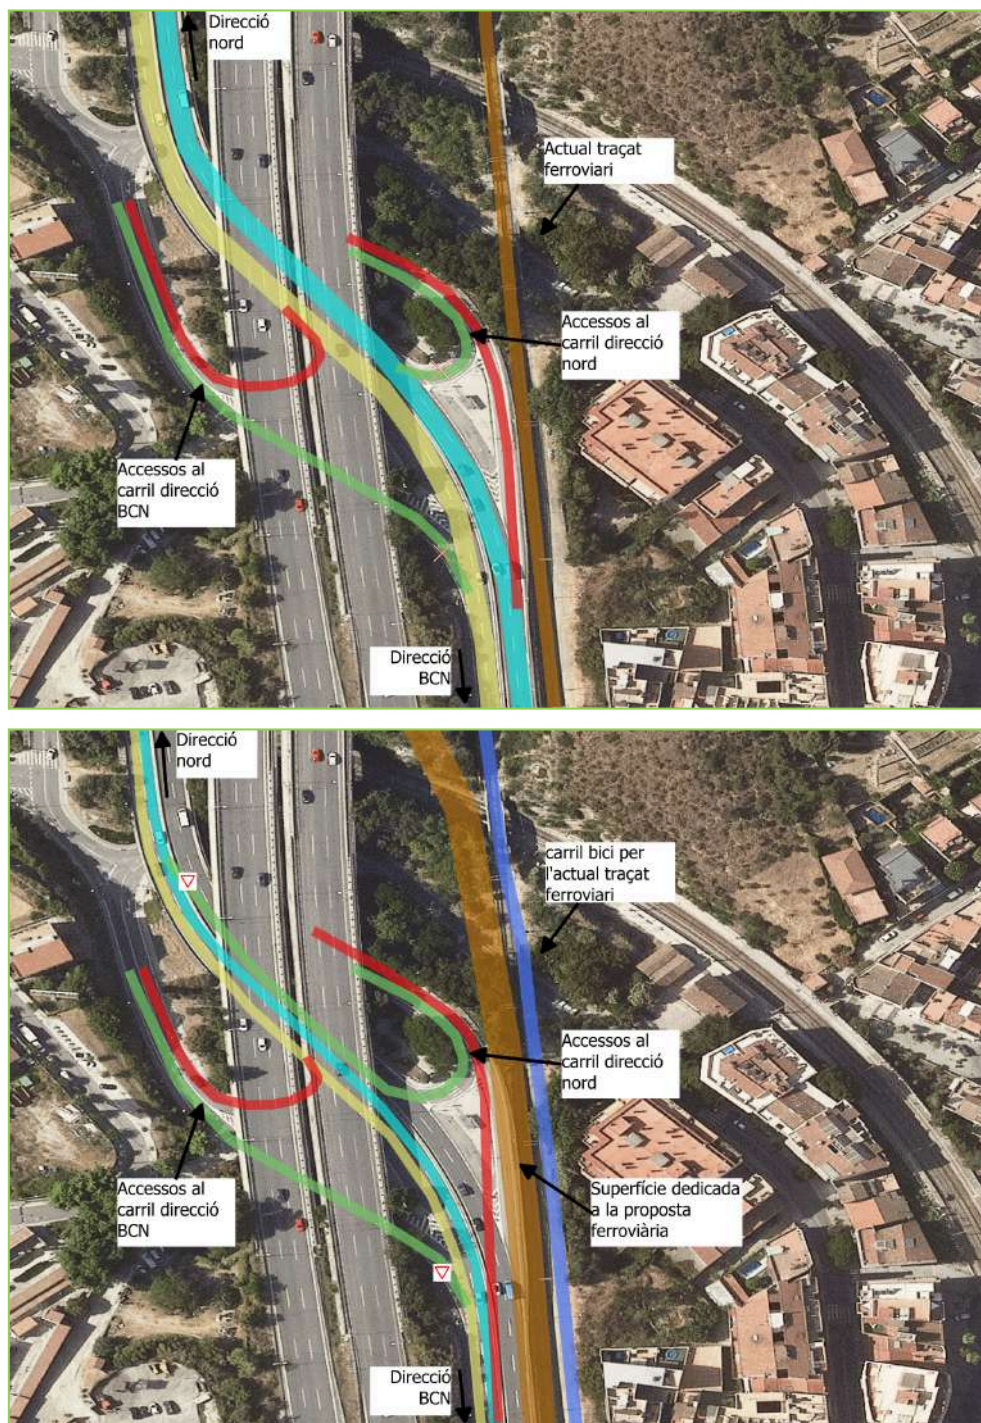 Direcció
nord
Actual traçat
ferroviari
Accessos al
carril direcció
nord
Accessos al
carril direcció
BCN
Direcció
BCN
Direcció
nord
carril bici per
l'actual traçat
ferroviari
Accessos al
carril direcció
nord
Accessos al
carril direcció
BCN
Superfície dedicada
a la proposta
ferroviària
Direcció
BCN